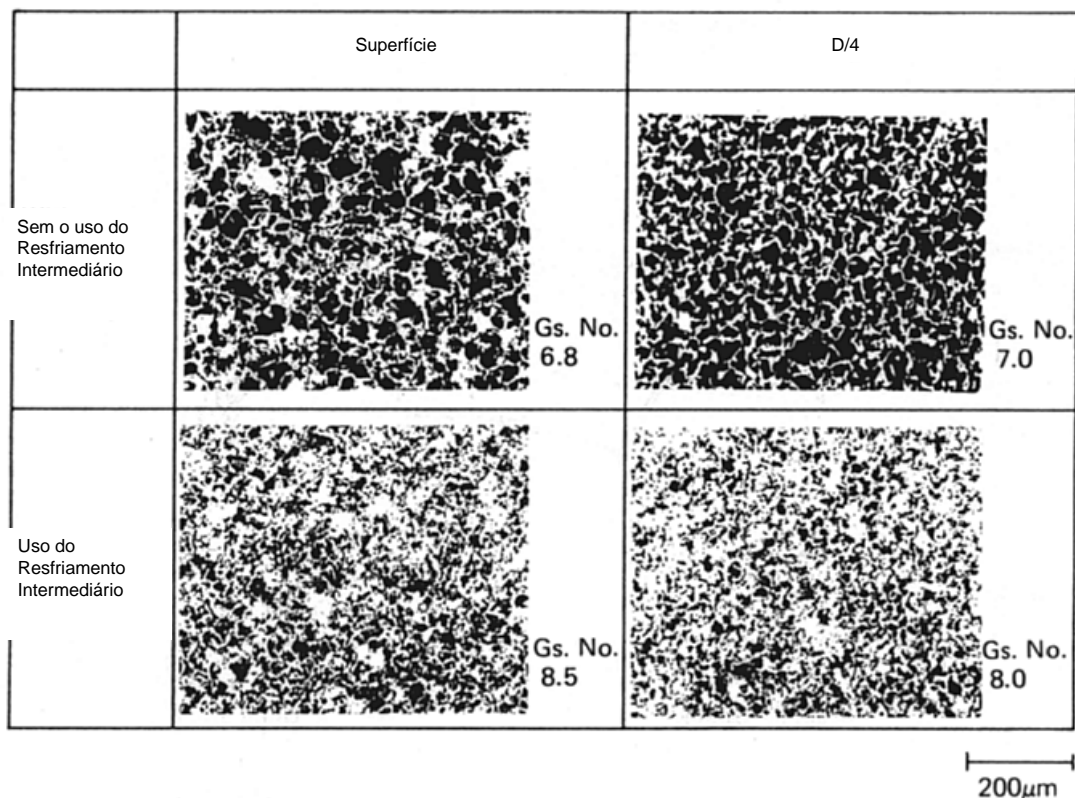 Superfície
D/4
Sem o uso do
Resfriamento
Intermediário
Gs. No.
6.8
Gs. No.
7.0
Uso do
Resfriamento
Intermediário
Gs. No.
8.5
Gs. No.
8.0
200μm